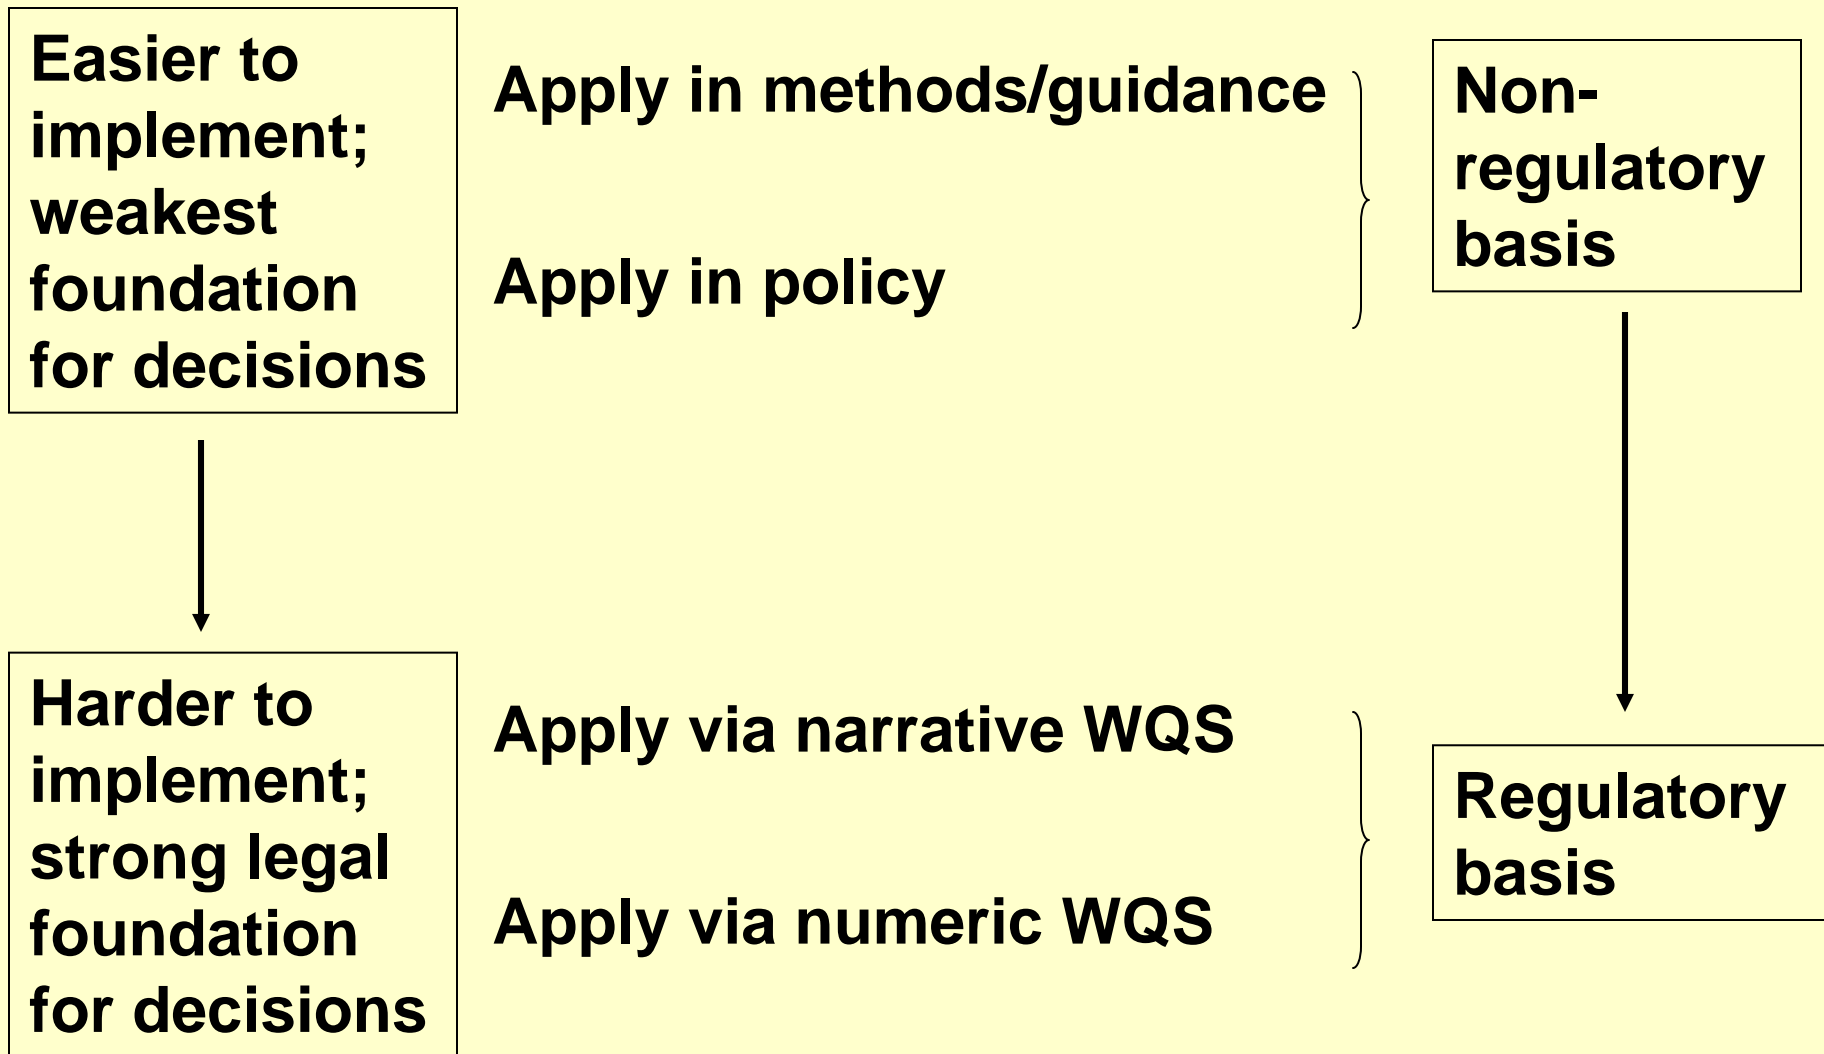 Easier to
implement;
weakest
foundation
for decisions
Apply in methods/guidance
Apply in policy
Non-
regulatory
basis
Harder to
implement;
strong legal
foundation
for decisions
Apply via narrative WQS
Apply via numeric WQS
Regulatory
basis